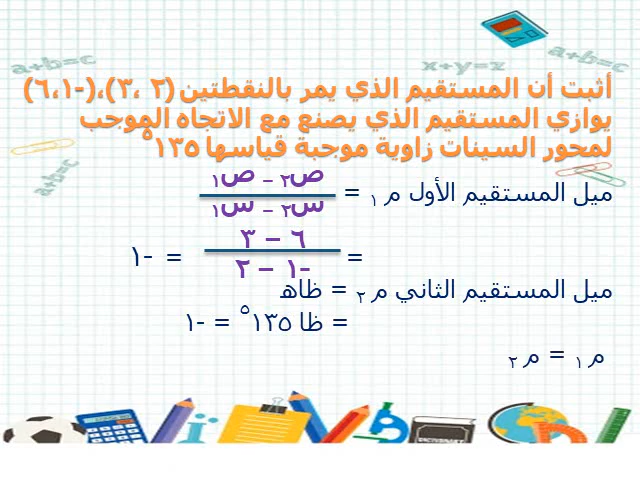 a+b=c
x+y=z
a+b=c
a+b=c
أثبت أن المستقيم الذي يمر بالنقطتين (٢ ،٣)،(-٦،١)
يوازي المستقيم الذي يصنع مع الاتجاه الموجب
لمحور السينات زاوية موجبة قياسها ١٣٥°
ميل المستقيم الأول م ١ = ص٢ – ص١
س٢ – س١
= ٦ – ٣ = -١
-١ – ٢
ميل المستقيم الثاني م ٢ = ظاهـ
= ظا ١٣٥° = -١
م ١ = م ٢
DICTIONARY